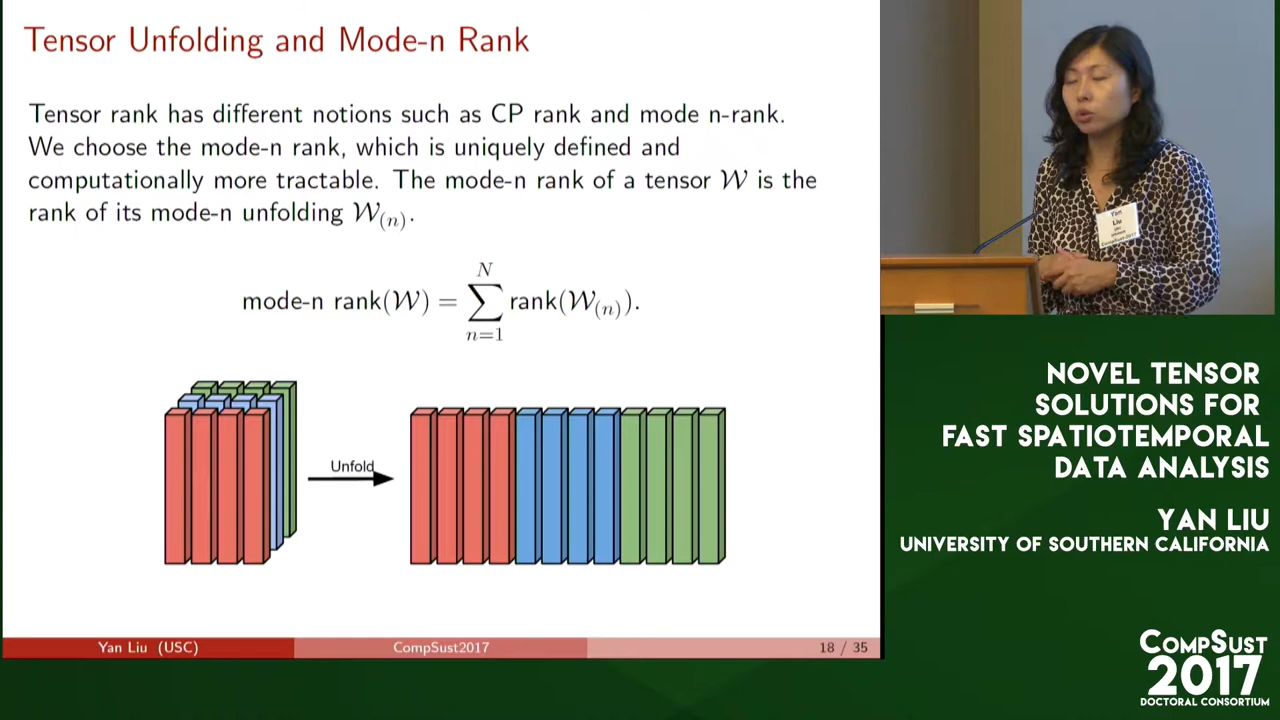 Tensor Unfolding and Mode-n Rank
Tensor rank has different notions such as CP rank and mode n-rank.
We choose the mode-n rank, which is uniquely defined and
computationally more tractable. The mode-n rank of a tensor 𝒲 is the
rank of its mode-n unfolding 𝒲(n).
mode-n rank(𝒲) = ∑_{n=1}^{N} rank(𝒲(n)).
Unfold
Yan Liu (USC)
CompSust2017
18 / 35
Yan
Liu
NOVEL TENSOR
SOLUTIONS FOR
FAST SPATIOTEMPORAL
DATA ANALYSIS
YAN LIU
UNIVERSITY OF SOUTHERN CALIFORNIA
COMPSUST
2017
DOCTORAL CONSORTIUM